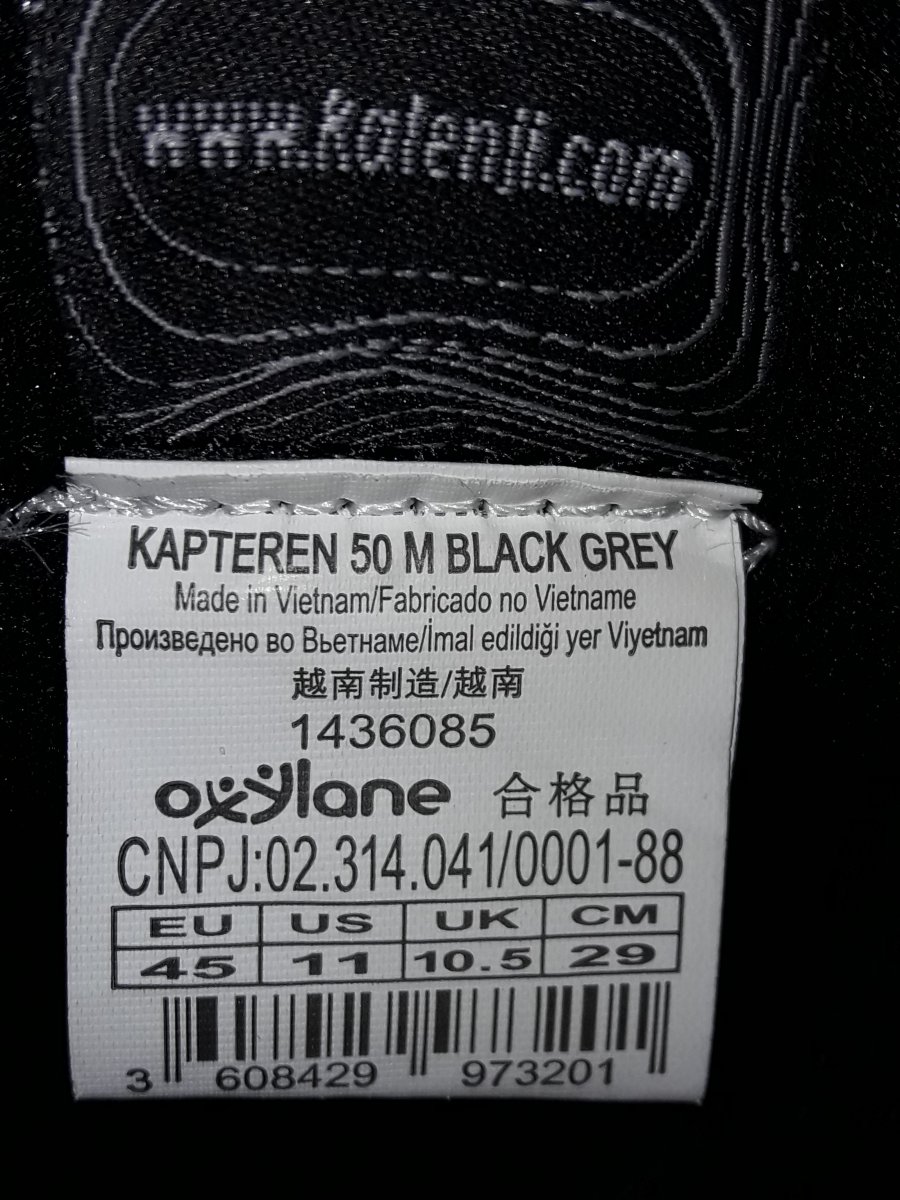 www.kalenji.com
KAPTEREN 50 M BLACK GREY
Made in Vietnam/Fabricado no Vietname
Произведено во Вьетнаме/İmal edildiği yer Viyetnam
越南制造/越南
1436085
oxylane 合格品
CNPJ:02.314.041/0001-88
EU US UK CM
45 11 10.5 29
3 608429 973201